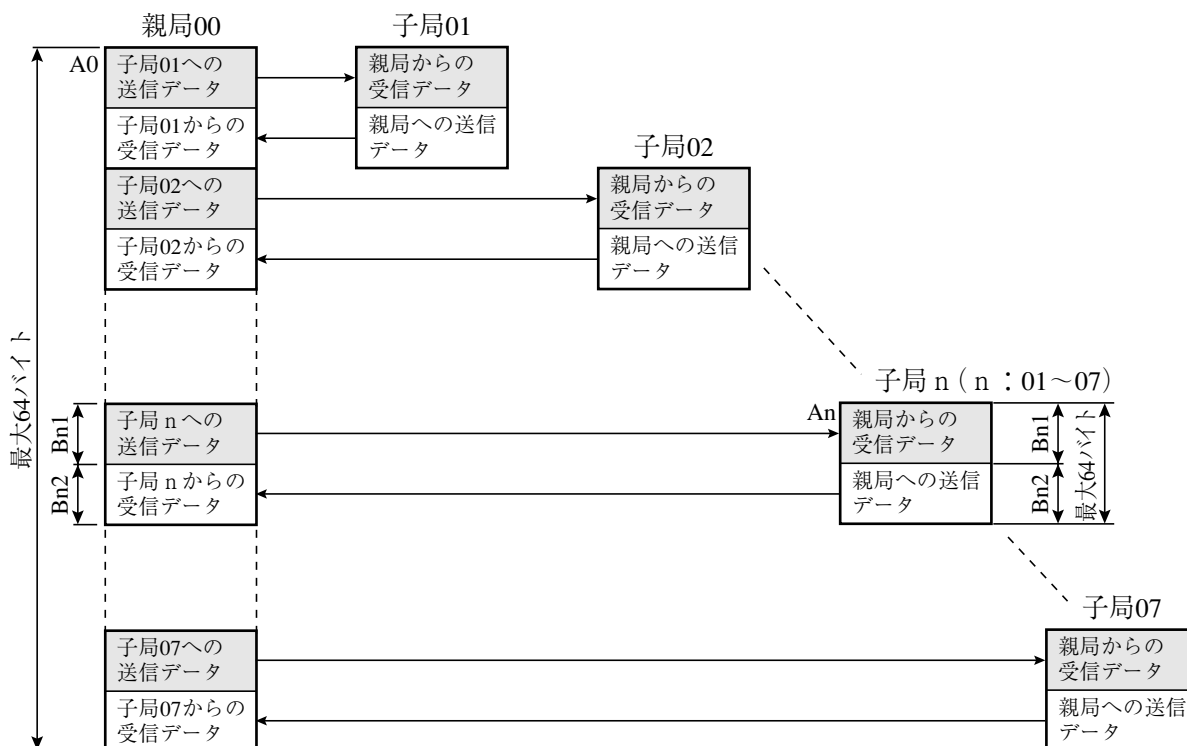 親局00
子局01
A0
子局01への
送信データ
親局からの
受信データ
子局01からの
受信データ
親局への送信
データ
子局02
子局02への
送信データ
親局からの
受信データ
子局02からの
受信データ
親局への送信
データ
最大64バイト
子局n(n:01〜07)
Bn1
子局nへの
送信データ
An
親局からの
受信データ
Bn1
最大64バイト
Bn2
子局nからの
受信データ
親局への送信
データ
Bn2
子局07
子局07への
送信データ
親局からの
受信データ
子局07からの
受信データ
親局への送信
データ